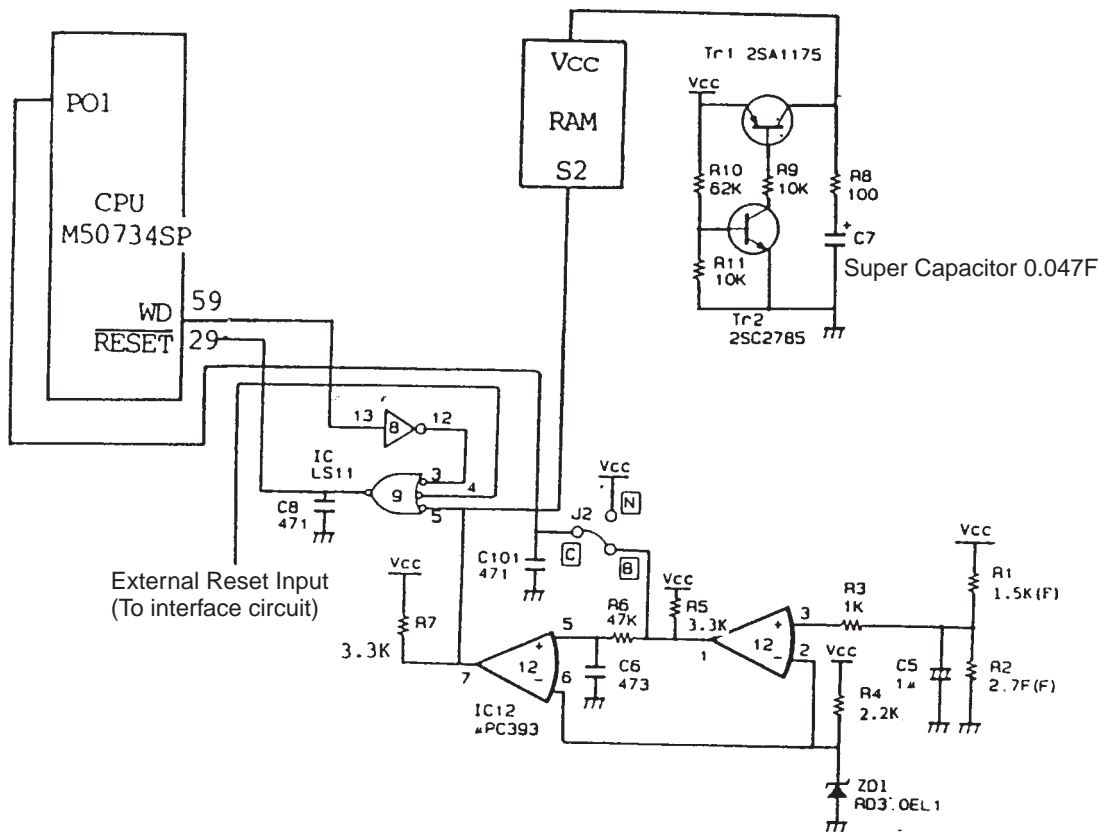 PO1
CPU
M50734SP
WD
59
RESET
29
Vcc
RAM
S2
Tr1 2SA1175
Vcc
R10
62K
R9
10K
R8
100
+
C7
Super Capacitor 0.047F
R11
10K
Tr2
2SC2785
13
8
12
IC
LS11
3
9
4
5
C8
471
Vcc
N
J2
C
B
C101
471
External Reset Input
(To interface circuit)
Vcc
R7
3.3K
R6
47K
Vcc
R5
3.3K
R3
1K
Vcc
R1
1.5K(F)
5
+
12
-
7
6
C6
473
IC12
µPC393
3
+
12
-
1
2
Vcc
R4
2.2K
C5
1µ
R2
2.7F(F)
ZD1
RD3.0EL1